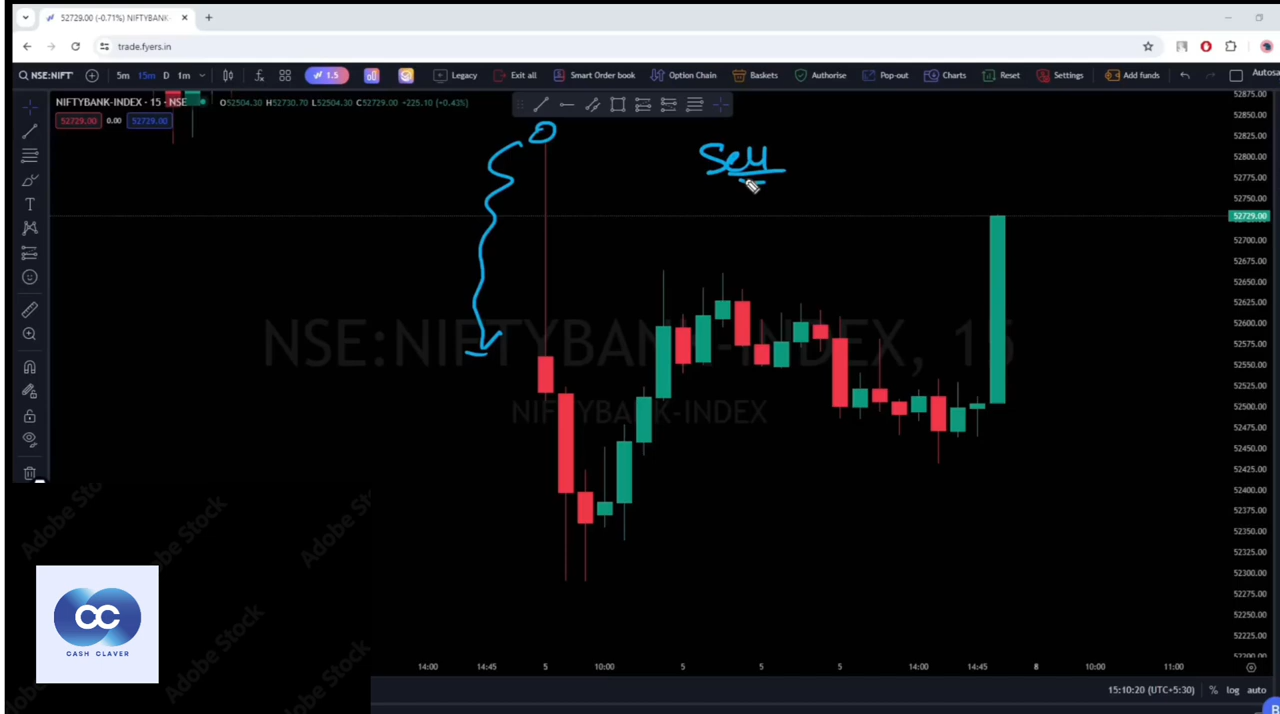 52729.00 (-0.71%) NIFTYBANK-
trade.fyers.in
NSE:NIFT 5m 15m D 1m 1.5 Legacy Exit all Smart Order book Option Chain Baskets Authorise Pop-out Charts Reset Settings Add funds Autosa
NIFTYBANK-INDEX · 15 · NSE O52504.30 H52730.70 L52504.30 C52729.00 +225.10 (+0.43%)
52729.00 0.00 52729.00
Sell
NSE:NIFTYBANK-INDEX, 15
NIFTYBANK-INDEX
52875.00
52850.00
52825.00
52800.00
52775.00
52750.00
52729.00
52700.00
52675.00
52650.00
52625.00
52600.00
52575.00
52550.00
52525.00
52500.00
52475.00
52450.00
52425.00
52400.00
52375.00
52350.00
52325.00
52300.00
52275.00
52250.00
52225.00
52200.00
14:00 14:45 5 10:00 5 5 5 14:00 14:45 8 10:00 11:00
15:10:20 (UTC+5:30) % log auto
Adobe Stock
Adobe Stock
Adobe Stock
CASH CLAVER